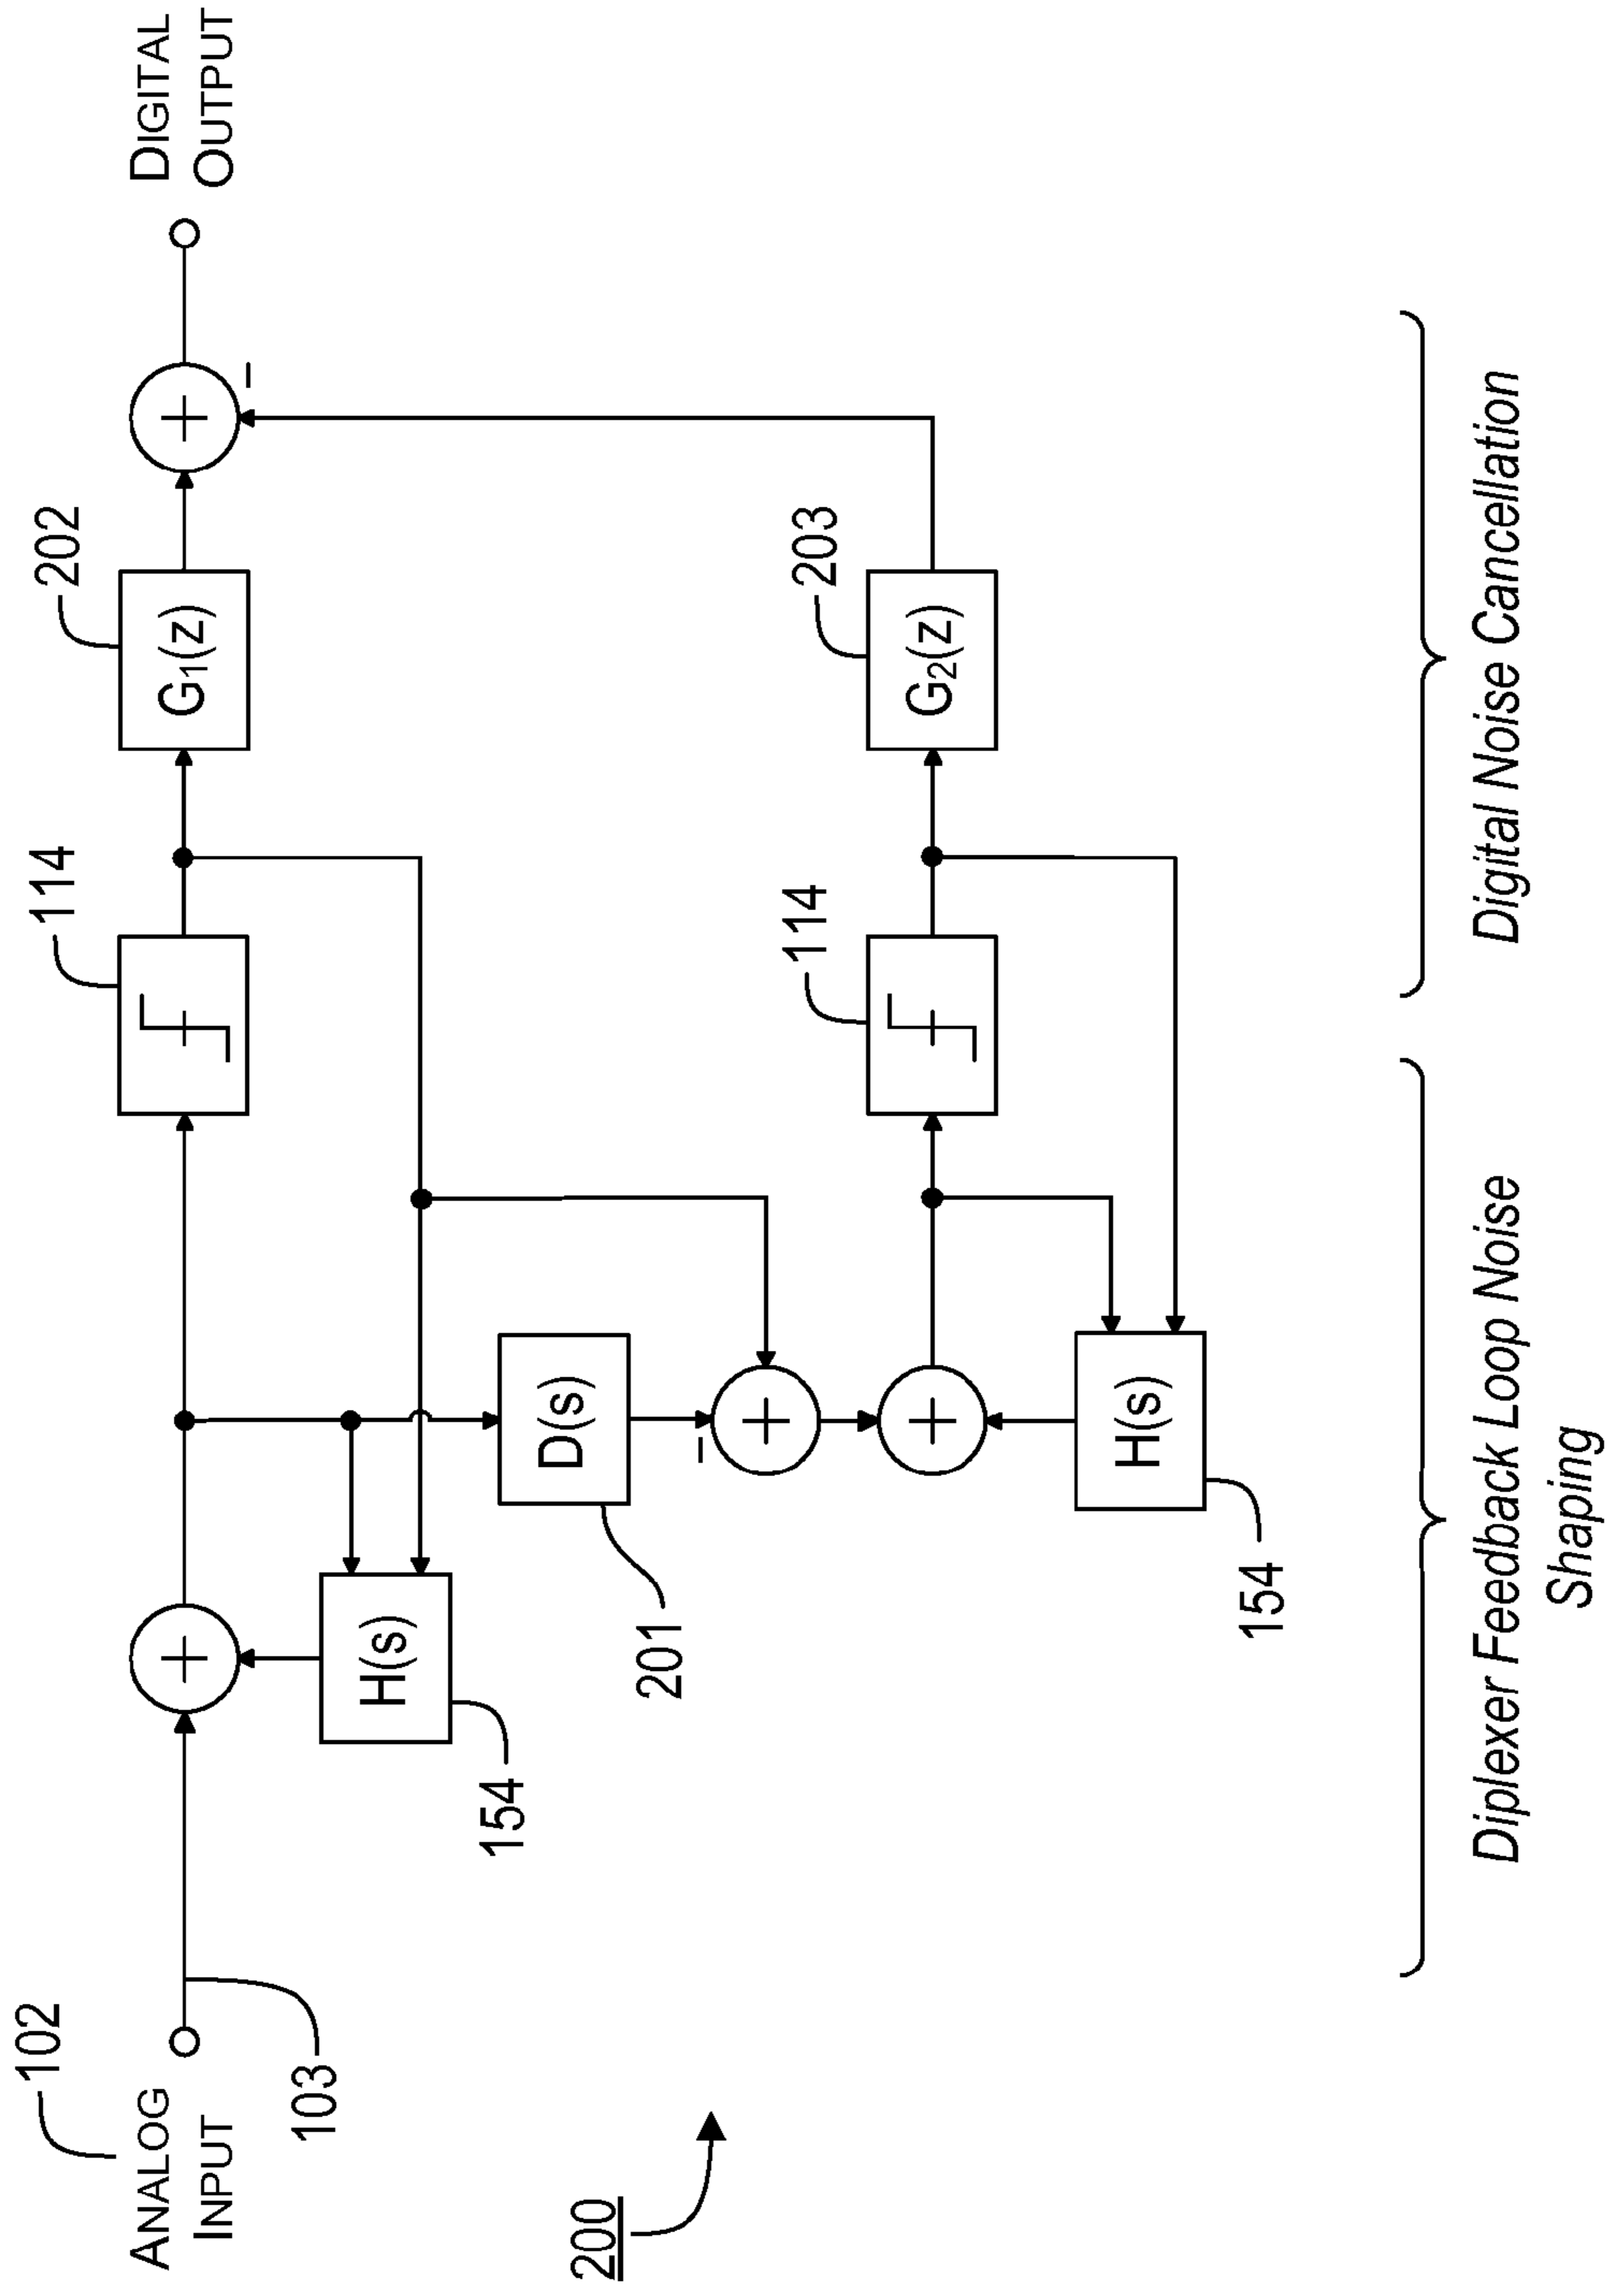 102
ANALOG
INPUT
103
154
H(s)
201
D(s)
114
202
G1(z)
DIGITAL
OUTPUT
114
203
G2(z)
H(s)
154
200
Diplexer Feedback Loop Noise
Shaping
Digital Noise Cancellation